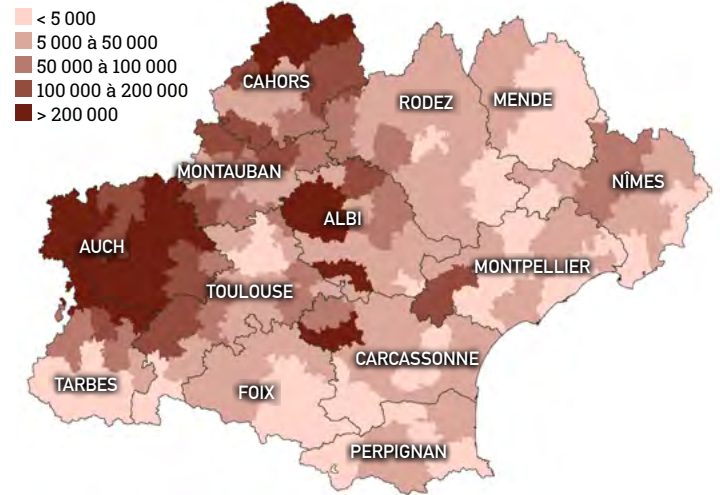 < 5 000
5 000 à 50 000
50 000 à 100 000
100 000 à 200 000
> 200 000
CAHORS
RODEZ
MENDE
MONTAUBAN
NÎMES
ALBI
AUCH
MONTPELLIER
TOULOUSE
CARCASSONNE
TARBES
FOIX
PERPIGNAN